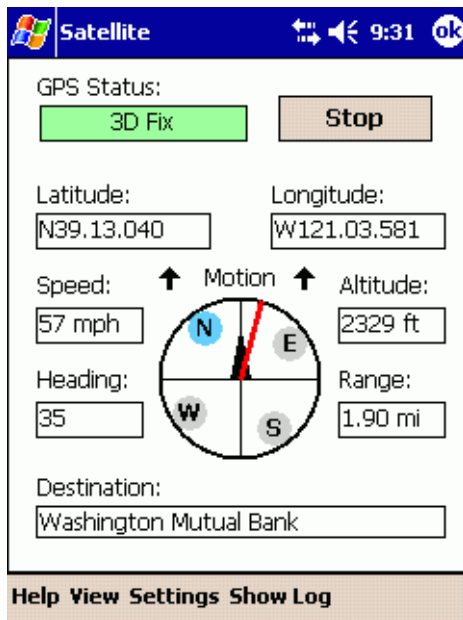 Satellite 9:31 ok
GPS Status:
3D Fix
Stop
Latitude: Longitude:
N39.13.040 W121.03.581
Speed: Motion Altitude:
57 mph 2329 ft
N E
Heading: Range:
35 1.90 mi
W S
Destination:
Washington Mutual Bank
Help View Settings Show Log